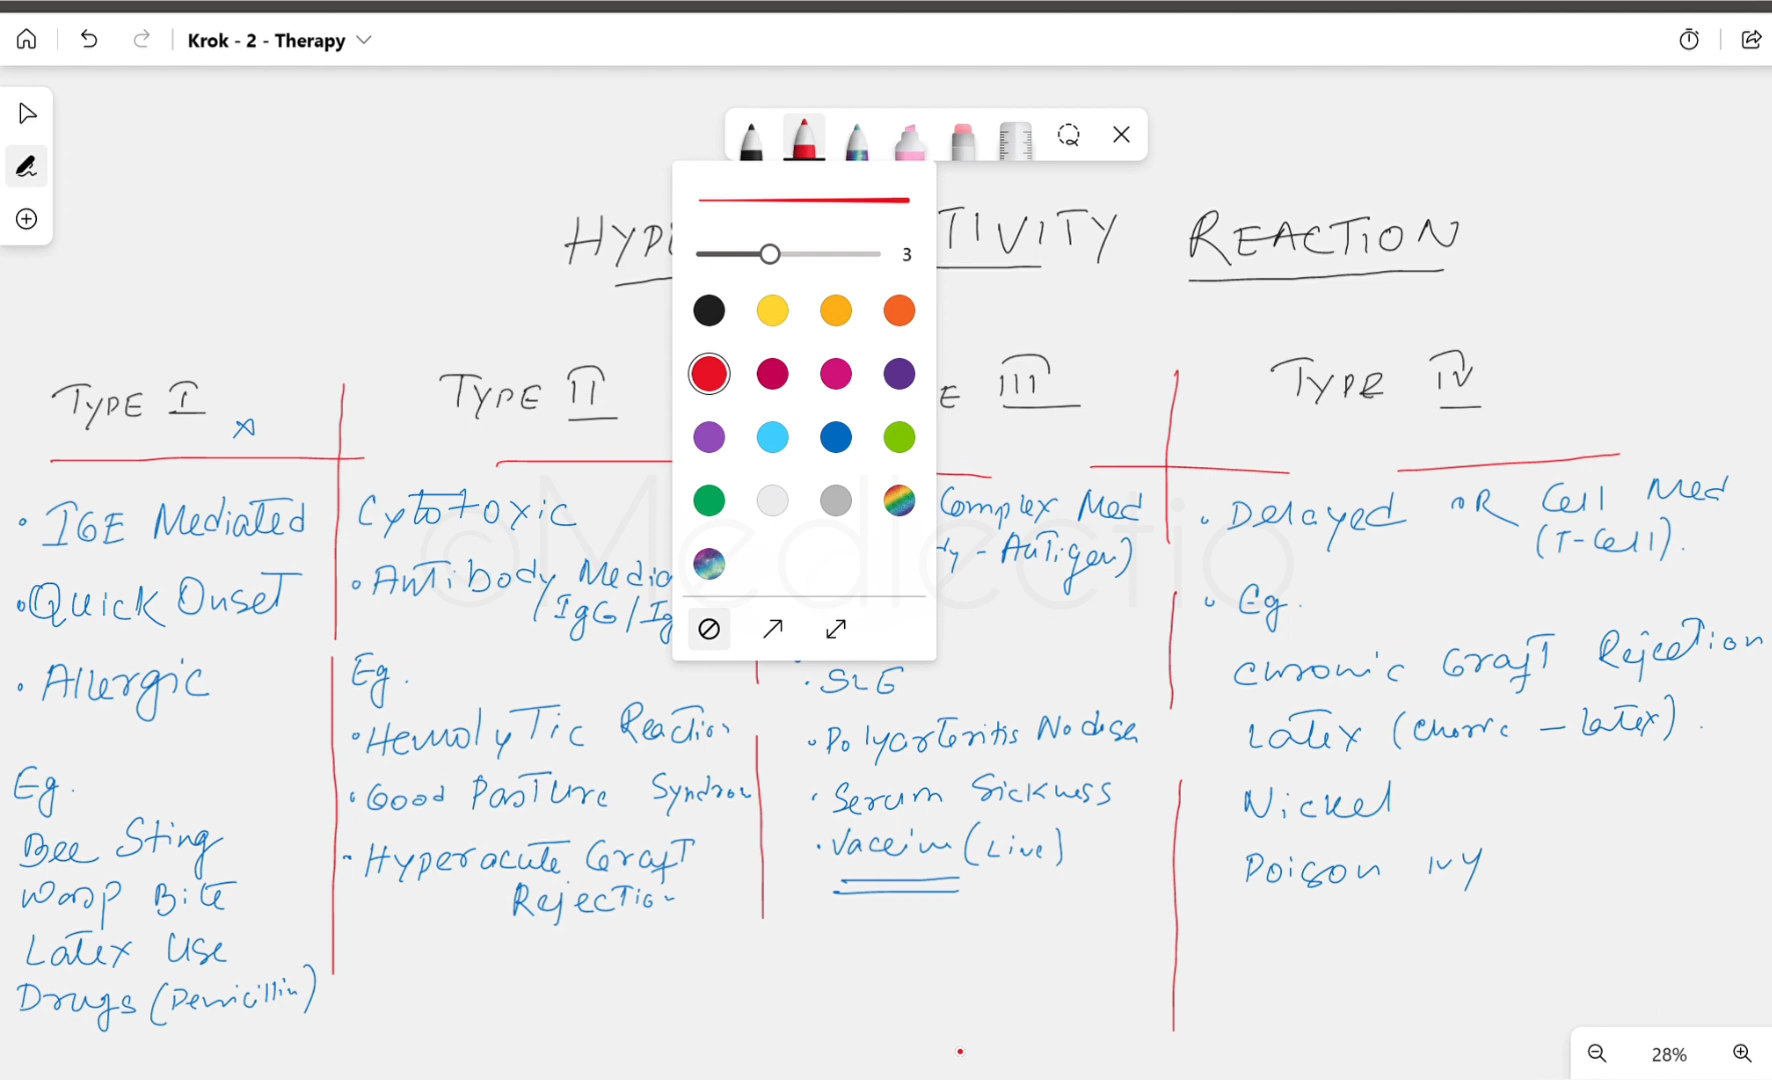 Krok - 2 - Therapy
HYP TIVITY REACTION
3
TYPE I
TYPE II
E III
TYPE IV
• IGE Mediated
• Quick Onset
• Allergic
Eg.
Bee Sting
Wasp Bite
Latex Use
Drugs (Penicillin)
Cytotoxic
• Antibody Media
(IgG/Ig
Eg.
• Hemolytic Reaction
• Good Pasture Syndrom
• Hyperacute Graft
Rejection
Complex Med
dy - Antigen)
• SLE
• Polyarteritis Nodosa
• Serum Sickness
• Vaccine (Live)
• Delayed OR Cell Med
(T-Cell).
• Eg.
Chronic Graft Rejection
Latex ( – latex).
Nickel
Poison Ivy
©Medlectio
28%